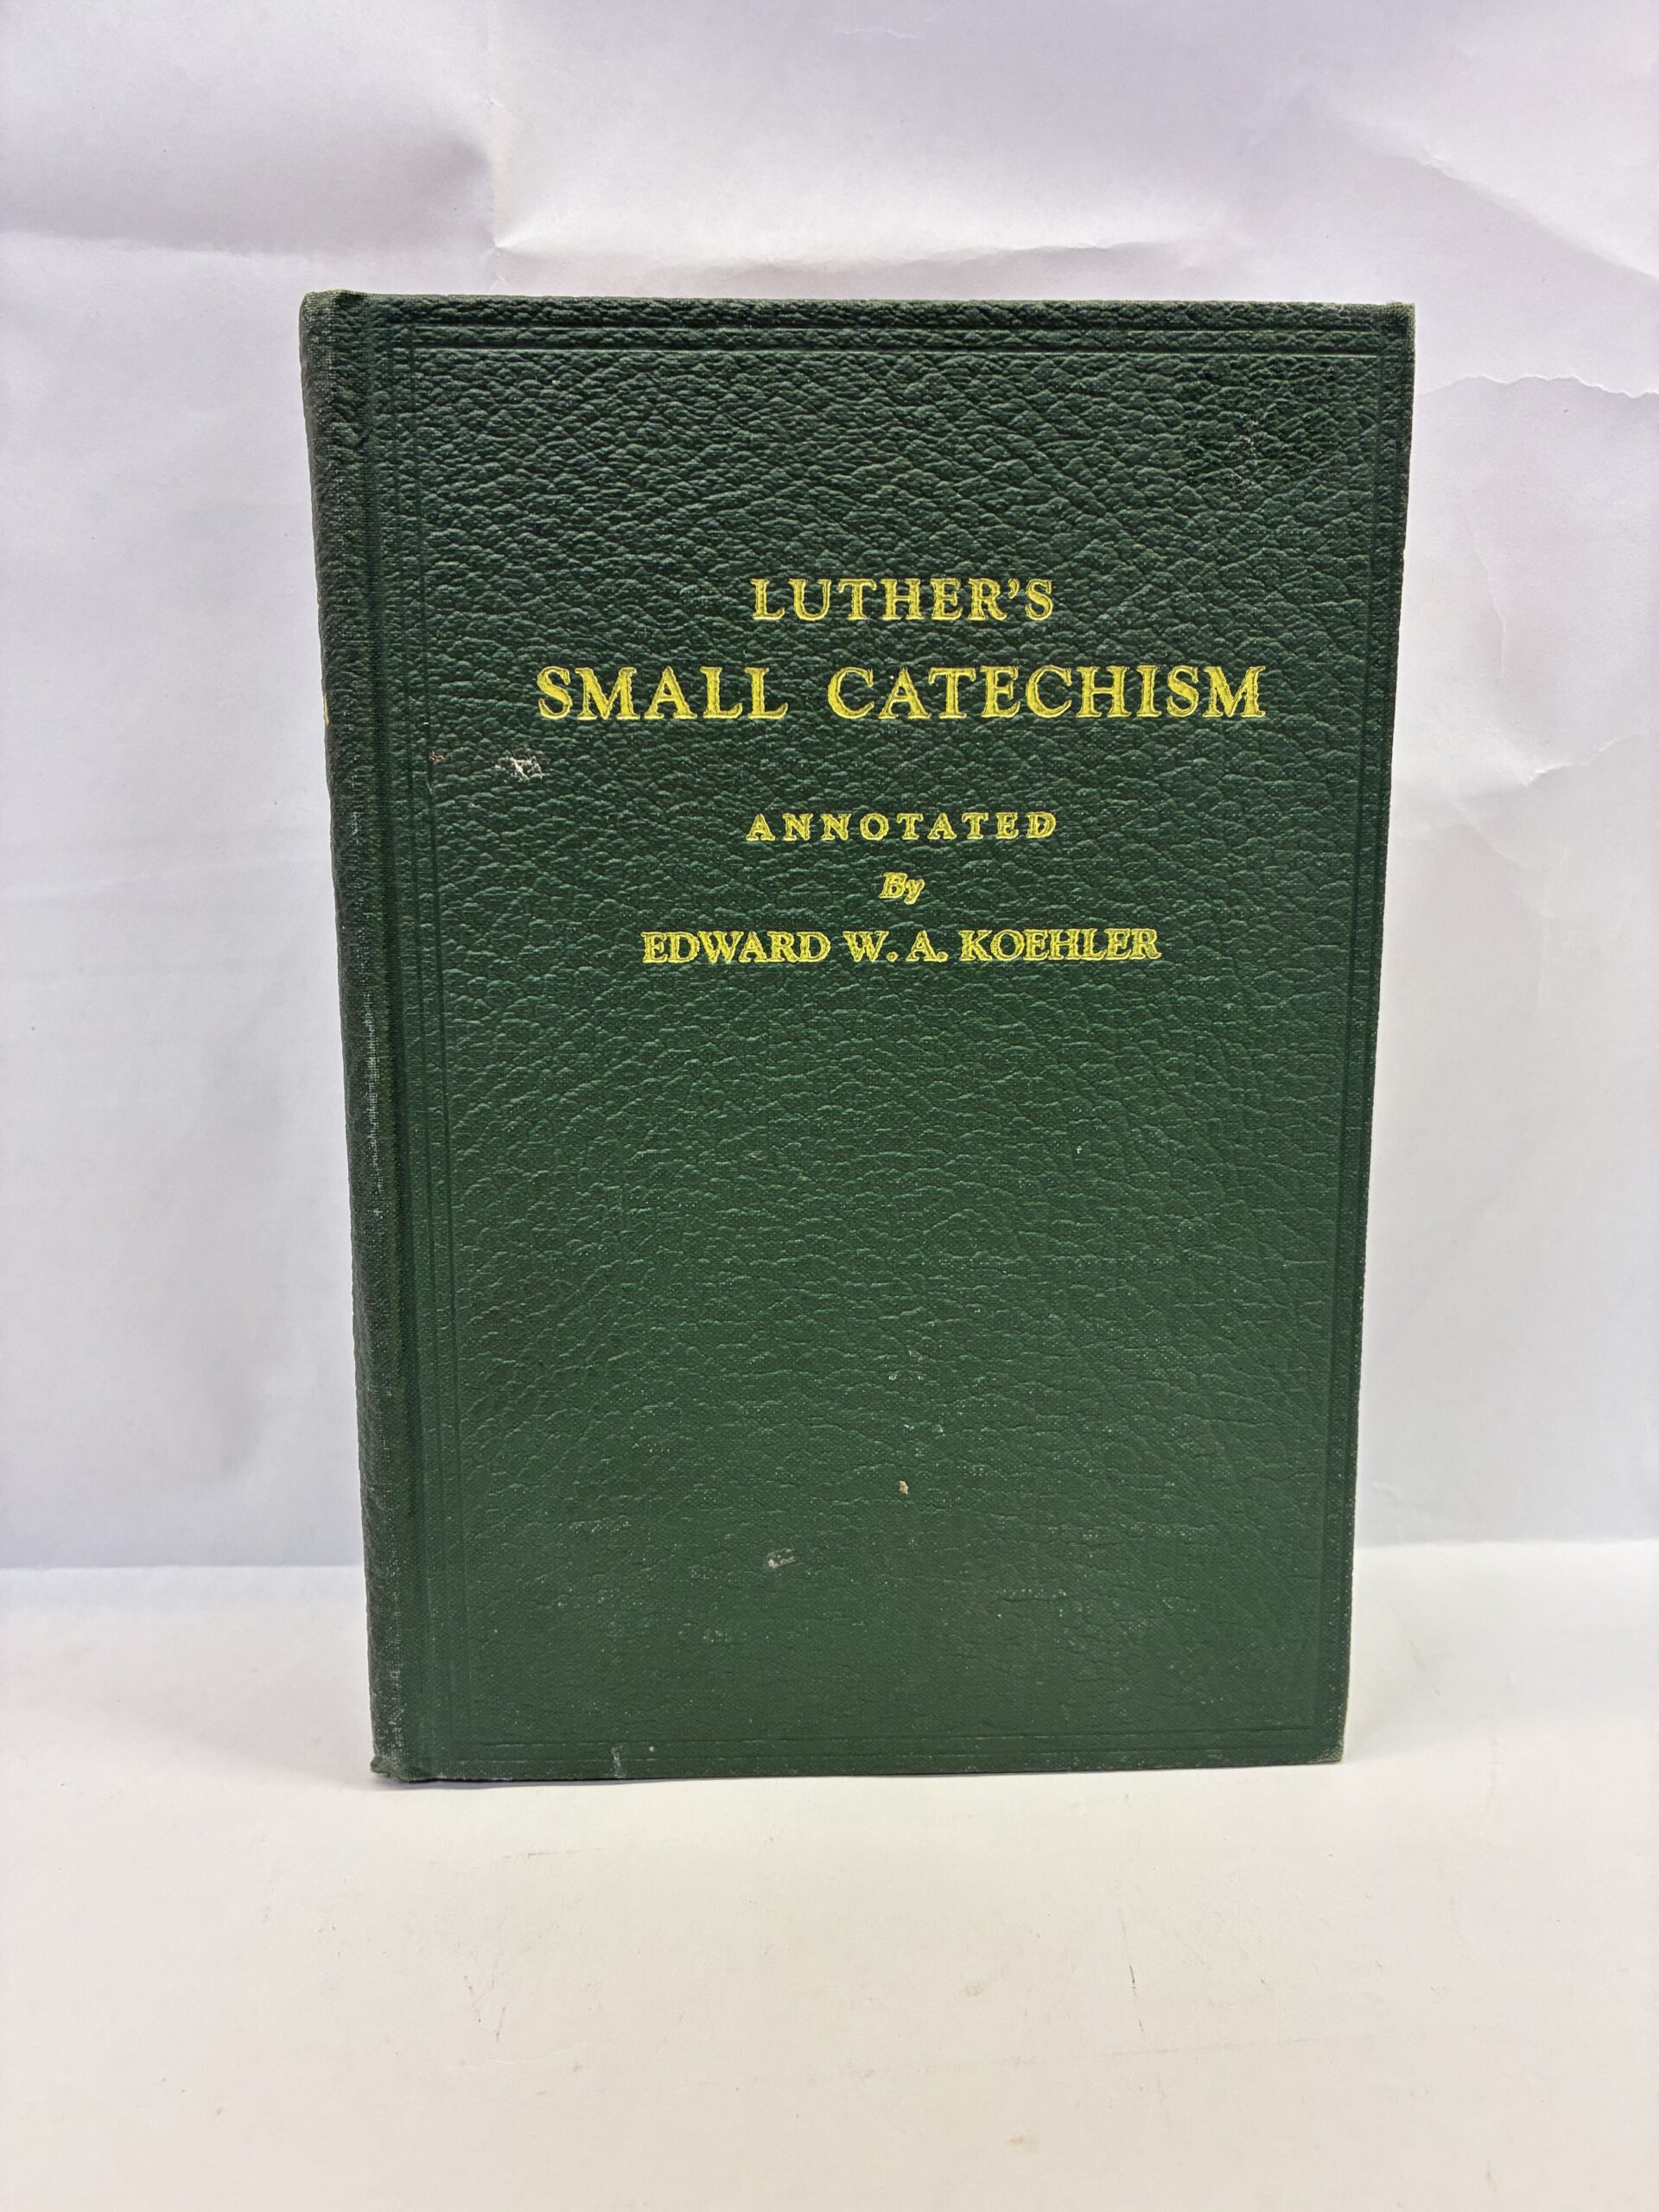 LUTHER'S
SMALL CATECHISM
ANNOTATED
By
EDWARD W. A. KOEHLER